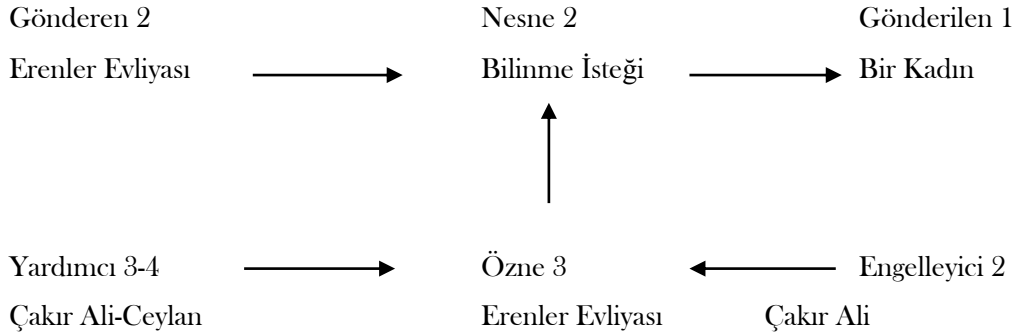 Gönderen 2 Nesne 2 Gönderilen 1
Erenler Evliyası Bilinme İsteği Bir Kadın
Yardımcı 3-4 Özne 3 Engelleyici 2
Çakır Ali-Ceylan Erenler Evliyası Çakır Ali